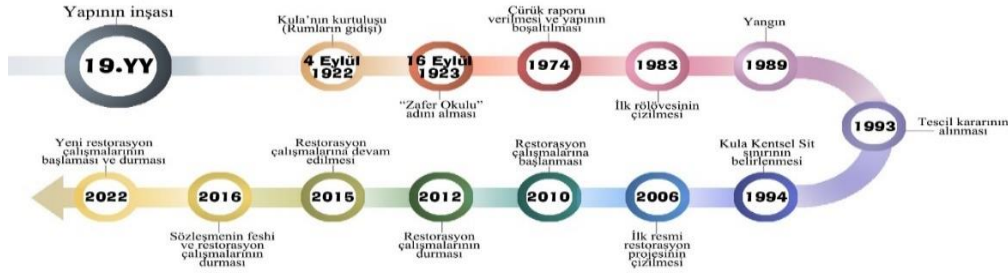 Yapının inşası
19.YY
Kula'nın kurtuluşu
(Rumların gidişi)
4 Eylül
1922
16 Eylül
1923
"Zafer Okulu"
adını alması
Çürük raporu
verilmesi ve yapının
boşaltılması
1974
1983
İlk rölövesinin
çizilmesi
Yangın
1989
1993
Tescil kararının
alınması
Kula Kentsel Sit
sınırının
belirlenmesi
1994
2006
İlk resmi
restorasyon
projesinin
çizilmesi
Restorasyon
çalışmalarına
başlanması
2010
2012
Restorasyon
çalışmalarının
durması
Restorasyon
çalışmalarına devam
edilmesi
2015
2016
Sözleşmenin feshi
ve restorasyon
çalışmalarının
durması
Yeni restorasyon
çalışmalarının
başlaması ve durması
2022